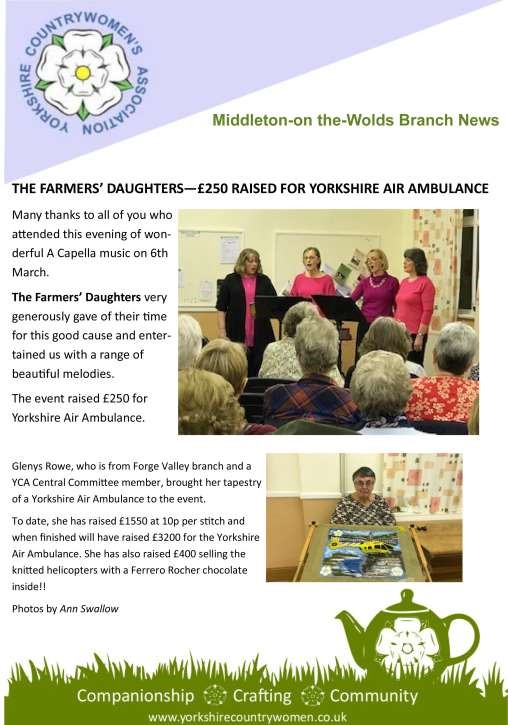 YORKSHIRE COUNTRYWOMEN'S ASSOCIATION
Middleton-on the-Wolds Branch News
THE FARMERS' DAUGHTERS—£250 RAISED FOR YORKSHIRE AIR AMBULANCE
Many thanks to all of you who
attended this evening of won-
derful A Capella music on 6th
March.
The Farmers' Daughters very
generously gave of their time
for this good cause and enter-
tained us with a range of
beautiful melodies.
The event raised £250 for
Yorkshire Air Ambulance.
Glenys Rowe, who is from Forge Valley branch and a
YCA Central Committee member, brought her tapestry
of a Yorkshire Air Ambulance to the event.
To date, she has raised £1550 at 10p per stitch and
when finished will have raised £3200 for the Yorkshire
Air Ambulance. She has also raised £400 selling the
knitted helicopters with a Ferrero Rocher chocolate
inside!!
Photos by Ann Swallow
Companionship Crafting Community
www.yorkshirecountrywomen.co.uk